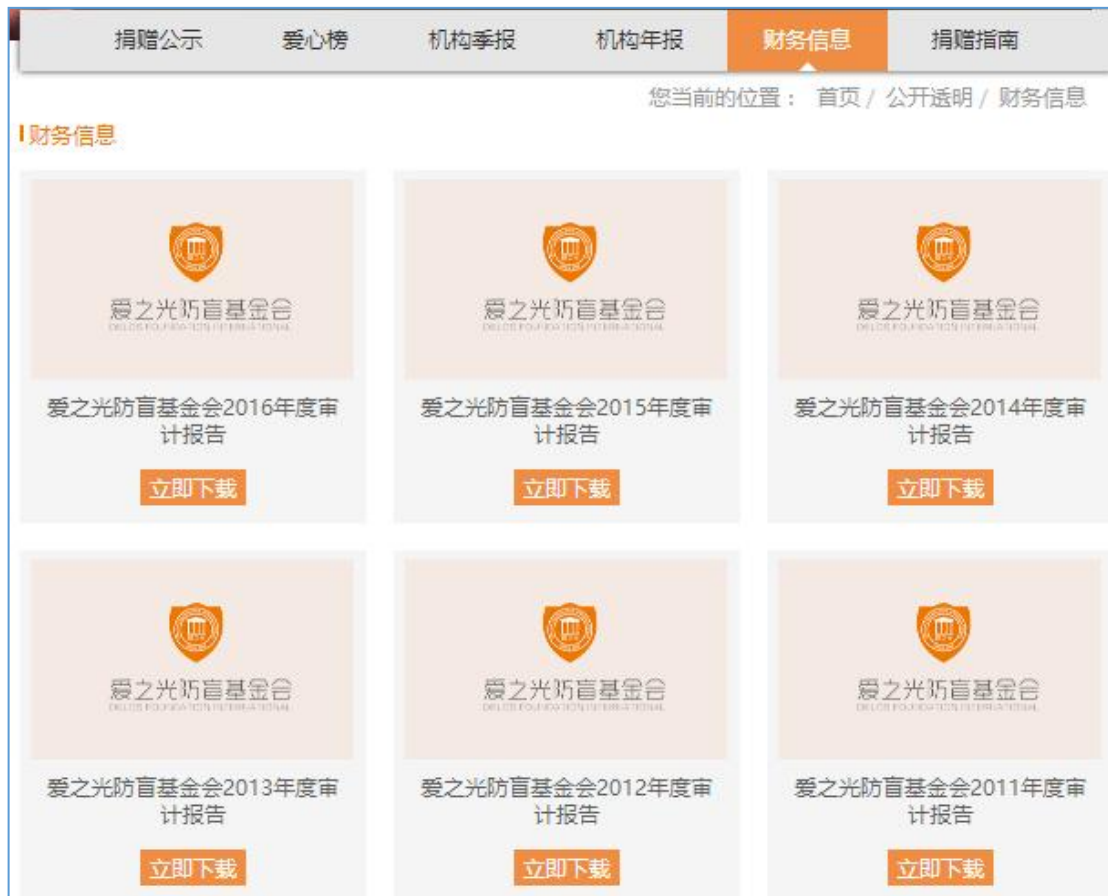 捐赠公示 爱心榜 机构季报 机构年报 财务信息 捐赠指南
您当前的位置： 首页 / 公开透明 / 财务信息
财务信息
爱之光防盲基金会 爱之光防盲基金会 爱之光防盲基金会
爱之光防盲基金会2016年度审 爱之光防盲基金会2015年度审 爱之光防盲基金会2014年度审
计报告 计报告 计报告
立即下载 立即下载 立即下载
爱之光防盲基金会 爱之光防盲基金会 爱之光防盲基金会
爱之光防盲基金会2013年度审 爱之光防盲基金会2012年度审 爱之光防盲基金会2011年度审
计报告 计报告 计报告
立即下载 立即下载 立即下载